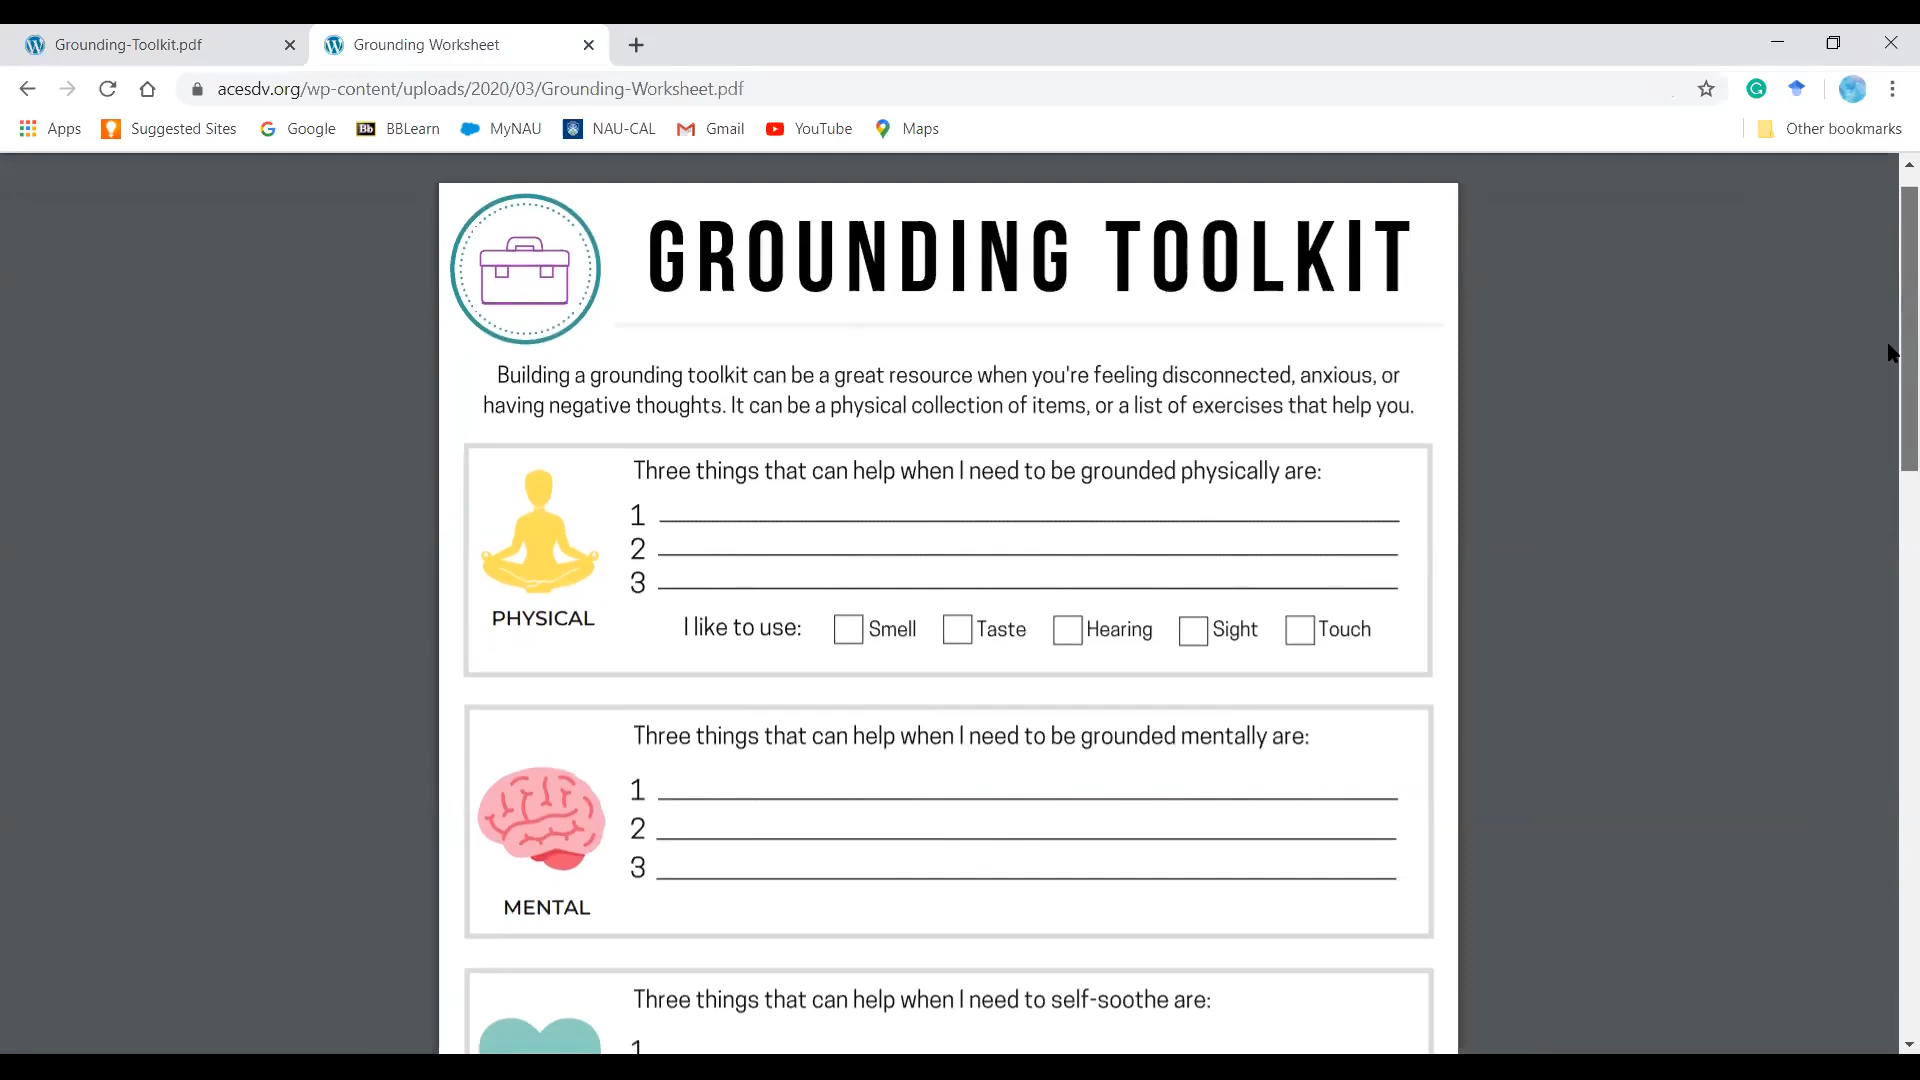 Grounding-Toolkit.pdf
Grounding Worksheet
acesdv.org/wp-content/uploads/2020/03/Grounding-Worksheet.pdf
Apps
Suggested Sites
Google
Bb
BBLearn
MyNAU
NAU-CAL
Gmail
YouTube
Maps
Other bookmarks
GROUNDING TOOLKIT
Building a grounding toolkit can be a great resource when you're feeling disconnected, anxious, or
having negative thoughts. It can be a physical collection of items, or a list of exercises that help you.
Three things that can help when I need to be grounded physically are:
1
2
3
PHYSICAL
I like to use: Smell Taste Hearing Sight Touch
Three things that can help when I need to be grounded mentally are:
1
2
3
MENTAL
Three things that can help when I need to self-soothe are:
1